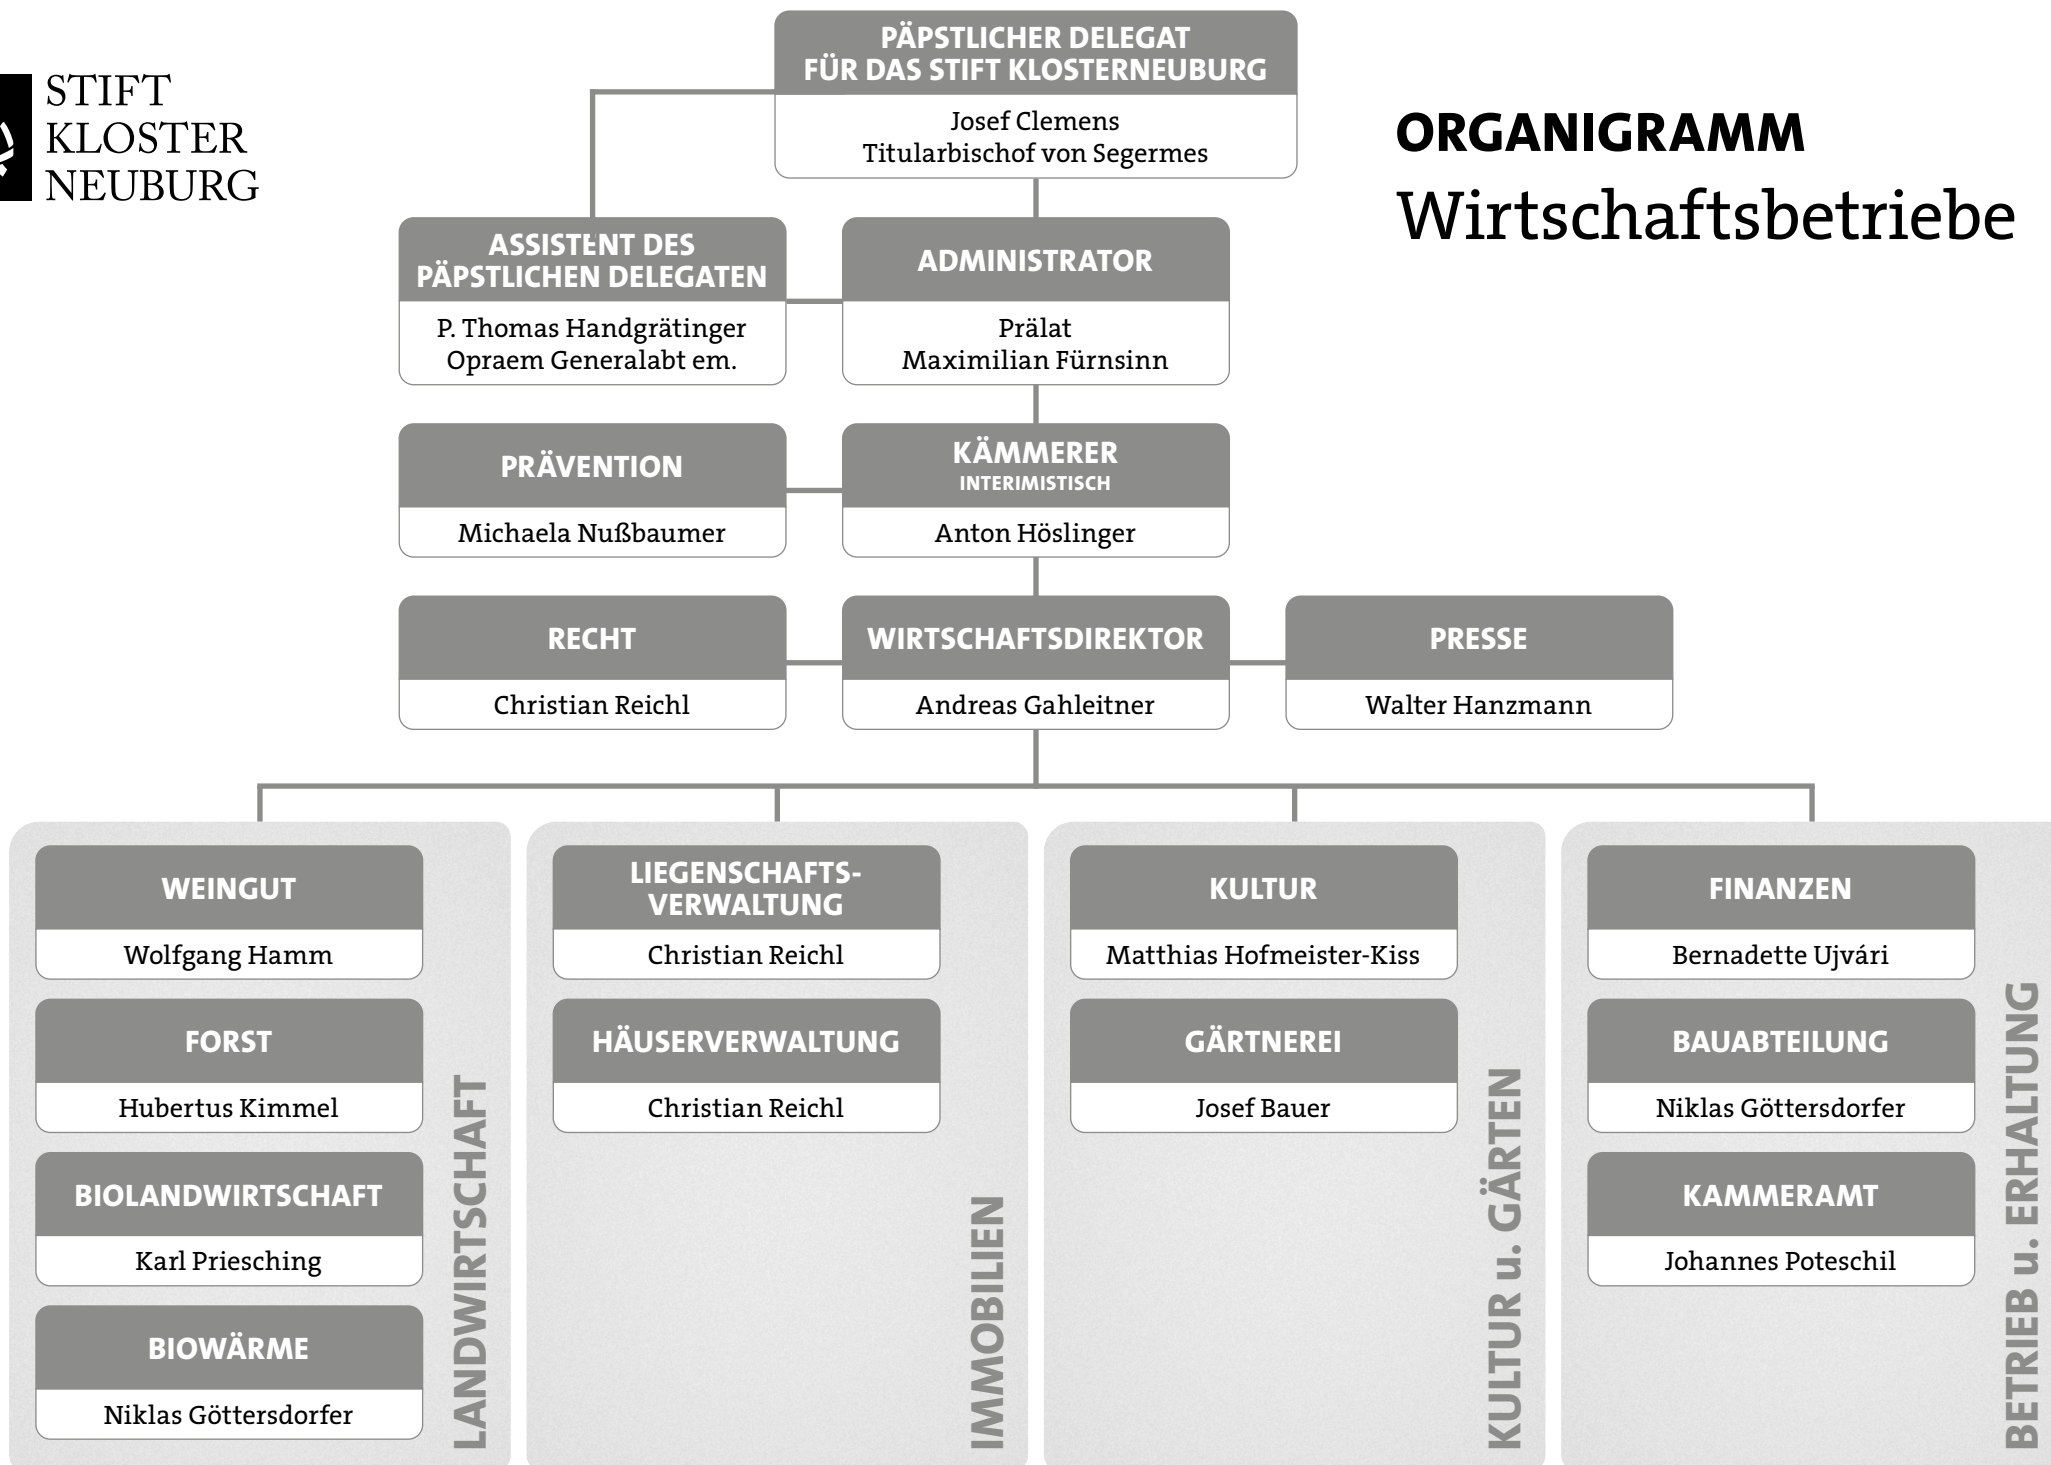 STIFT
KLOSTER
NEUBURG
ORGANIGRAMM
Wirtschaftsbetriebe
PÄPSTLICHER DELEGAT
FÜR DAS STIFT KLOSTERNEUBURG
Josef Clemens
Titularbischof von Segermes
ASSISTENT DES
PÄPSTLICHEN DELEGATEN
P. Thomas Handgrätinger
Opraem Generalabt em.
ADMINISTRATOR
Prälat
Maximilian Fürnsinn
PRÄVENTION
Michaela Nußbaumer
KÄMMERER
INTERIMISTISCH
Anton Höslinger
RECHT
Christian Reichl
WIRTSCHAFTSDIREKTOR
Andreas Gahleitner
PRESSE
Walter Hanzmann
WEINGUT
Wolfgang Hamm
FORST
Hubertus Kimmel
BIOLANDWIRTSCHAFT
Karl Priesching
BIOWÄRME
Niklas Göttersdorfer
LANDWIRTSCHAFT
LIEGENSCHAFTS-
VERWALTUNG
Christian Reichl
HÄUSERVERWALTUNG
Christian Reichl
IMMOBILIEN
KULTUR
Matthias Hofmeister-Kiss
GÄRTNEREI
Josef Bauer
KULTUR u. GÄRTEN
FINANZEN
Bernadette Ujvári
BAUABTEILUNG
Niklas Göttersdorfer
KAMMERAMT
Johannes Poteschil
BETRIEB u. ERHALTUNG